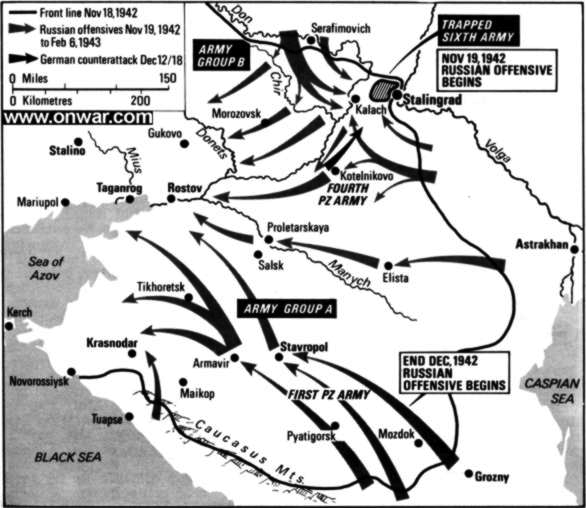 Front line Nov 18, 1942
Russian offensives Nov 19, 1942
to Feb 6, 1943
German counterattack Dec 12/18
0 Miles 150
0 Kilometres 200
www.onwar.com
Don
Serafimovich
TRAPPED
SIXTH ARMY
ARMY
GROUP B
NOV 19, 1942
RUSSIAN OFFENSIVE
BEGINS
Chir
Kalach
Stalingrad
Morozovsk
Gukovo
Donets
Stalino
Mius
Volga
Kotelnikovo
FOURTH
PZ ARMY
Taganrog
Rostov
Mariupol
Proletarskaya
Astrakhan
Sea of
Azov
Salsk
Manych
Elista
Tikhoretsk
ARMY GROUP A
Kerch
Krasnodar
Stavropol
END DEC, 1942
RUSSIAN
OFFENSIVE BEGINS
Armavir
Novorossiysk
Maikop
FIRST PZ ARMY
CASPIAN
SEA
Tuapse
Caucasus Mts.
Pyatigorsk
Mozdok
BLACK SEA
Grozny